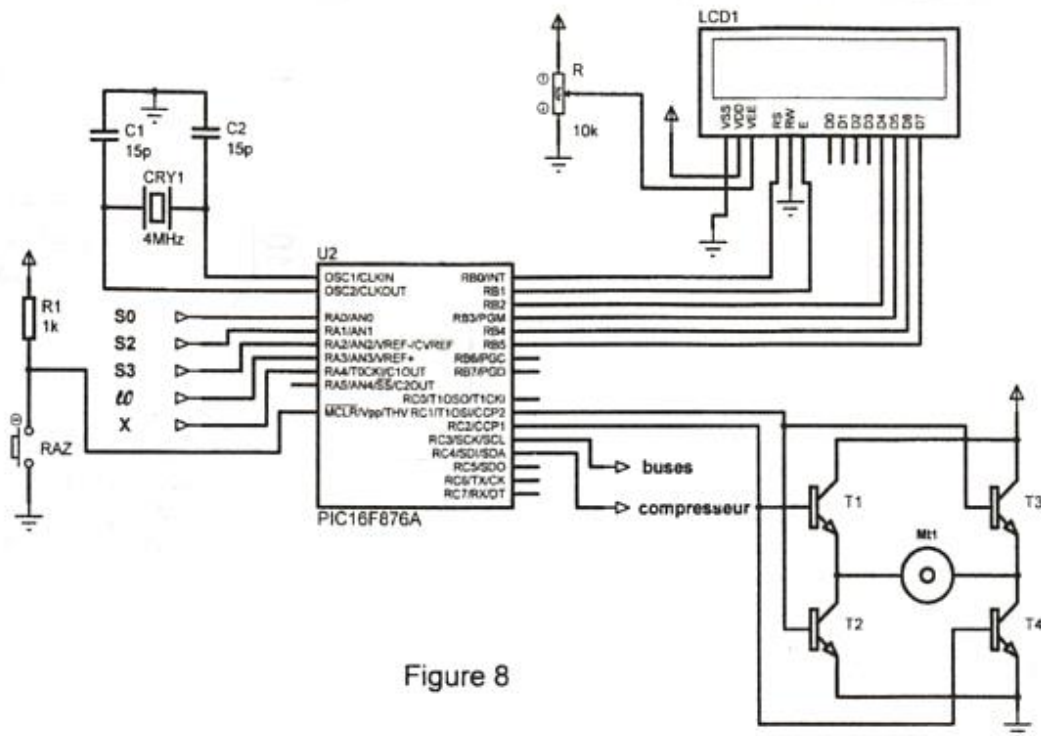 LCD1
R
10k
VSS
VDD
VEE
RS
RW
E
D0
D1
D2
D3
D4
D5
D6
D7
C1
15p
C2
15p
CRY1
4MHz
R1
1k
RAZ
S0
S2
S3
ℓ0
X
U2
OSC1/CLKIN
OSC2/CLKOUT
RA0/AN0
RA1/AN1
RA2/AN2/VREF-/CVREF
RA3/AN3/VREF+
RA4/T0CKI/C1OUT
RA5/AN4/SS/C2OUT
MCLR/Vpp/THV
RB0/INT
RB1
RB2
RB3/PGM
RB4
RB5
RB6/PGC
RB7/PGD
RC0/T1OSO/T1CKI
RC1/T1OSI/CCP2
RC2/CCP1
RC3/SCK/SCL
RC4/SDI/SDA
RC5/SDO
RC6/TX/CK
RC7/RX/DT
PIC16F876A
buses
compresseur
T1
T3
Mt1
T2
T4
Figure 8